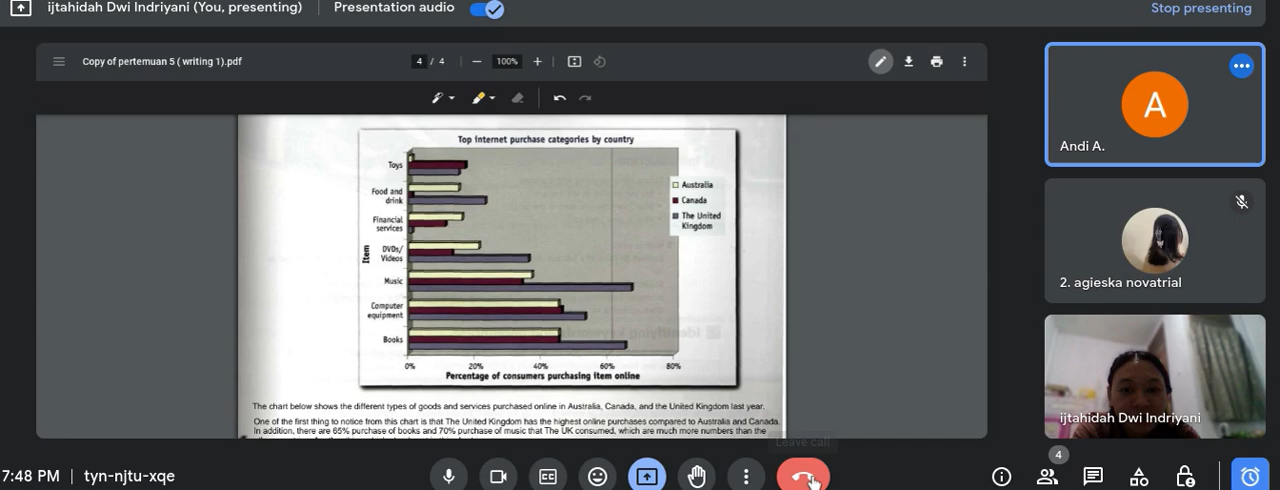 ijtahidah Dwi Indriyani (You, presenting)
Presentation audio
Stop presenting
Copy of pertemuan 5 ( writing 1).pdf
4 / 4
100%
Top internet purchase categories by country
Toys
Food and
drink
Financial
services
DVDs/
Videos
Music
Computer
equipment
Books
Item
0% 20% 40% 60% 80%
Percentage of consumers purchasing item online
Australia
Canada
The United
Kingdom
The chart below shows the different types of goods and services purchased online in Australia, Canada, and the United Kingdom last year.
One of the first thing to notice from this chart is that The United Kingdom has the highest online purchases compared to Australia and Canada.
In addition, there are 65% purchase of books and 70% purchase of music that The UK consumed, which are much more numbers than the
A
Andi A.
2. agieska novatrial
ijtahidah Dwi Indriyani
Leave call
7:48 PM
tyn-njtu-xqe
CC
4